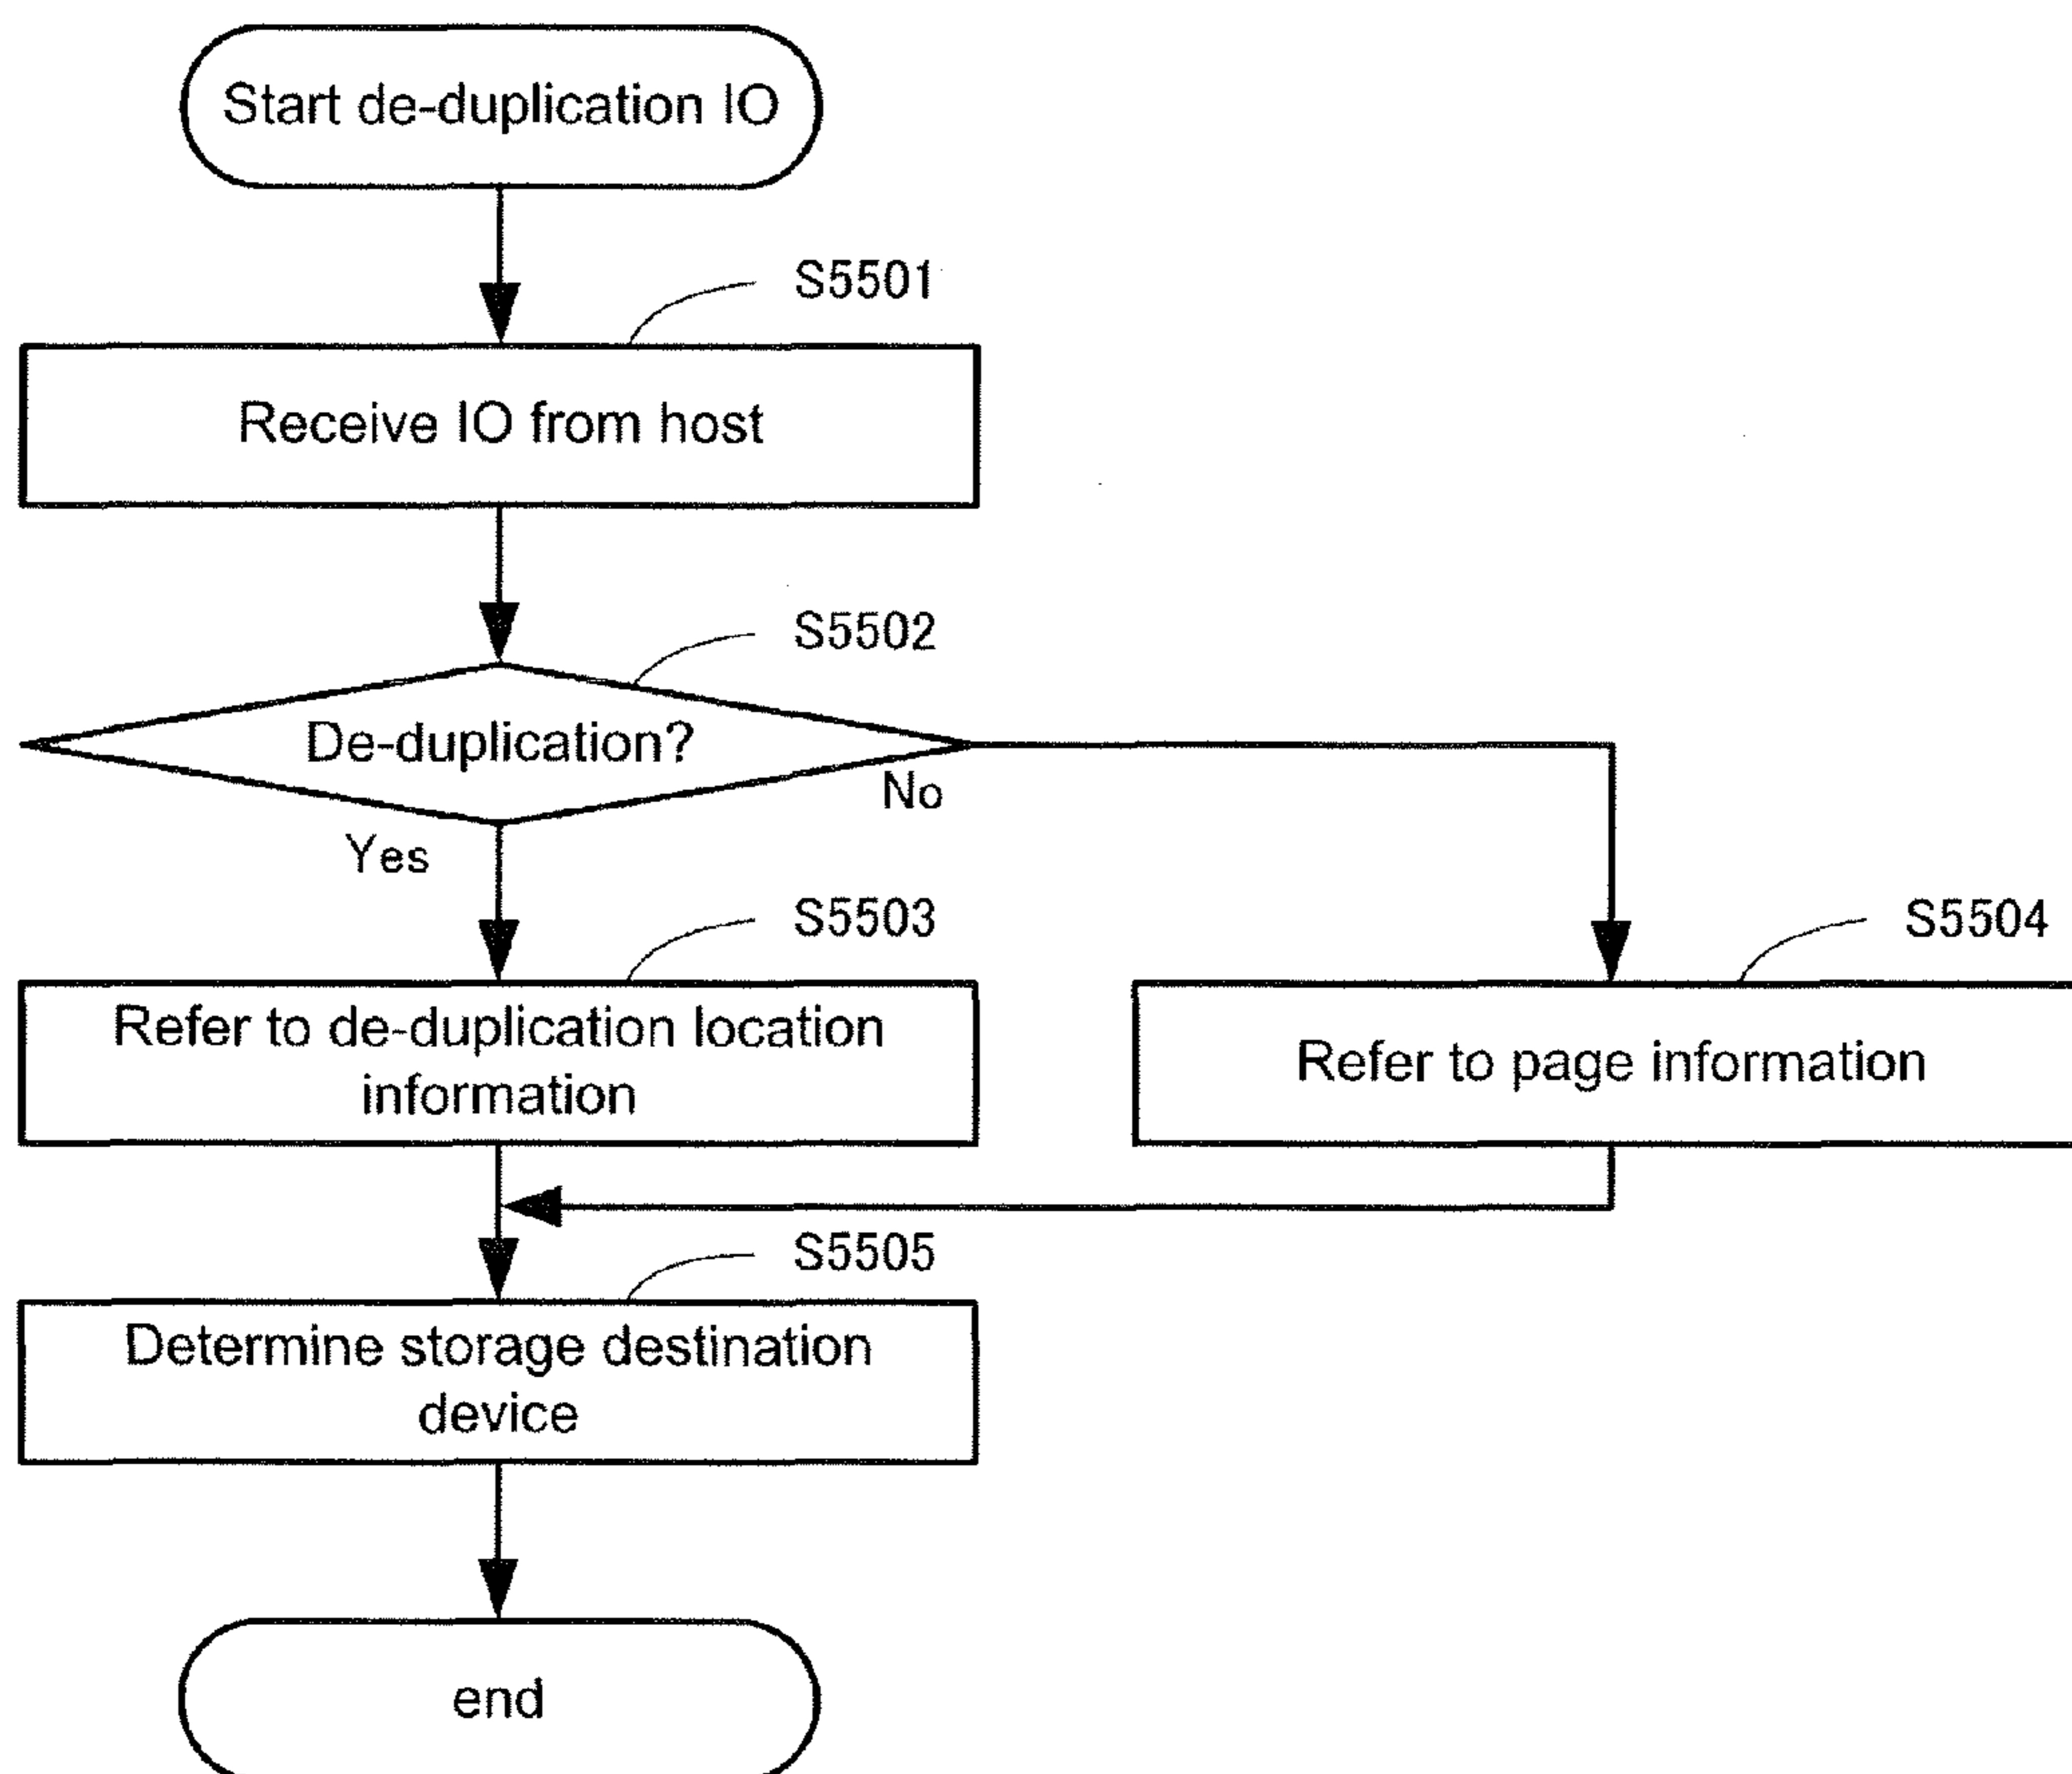 Start de-duplication IO
S5501
Receive IO from host
S5502
De-duplication?
No
Yes
S5503
S5504
Refer to de-duplication location
information
Refer to page information
S5505
Determine storage destination
device
end